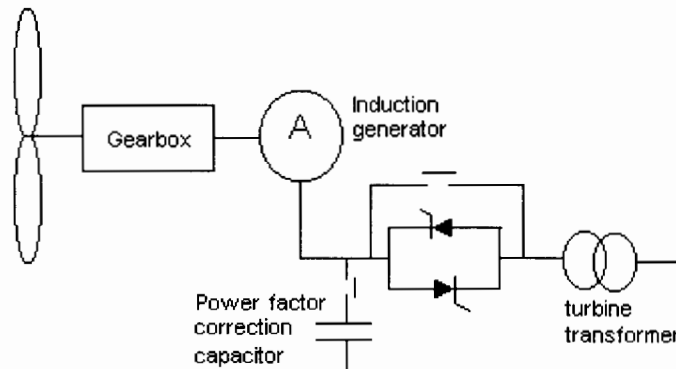 Gearbox
A
Induction
generator
Power factor
correction
capacitor
turbine
transformer